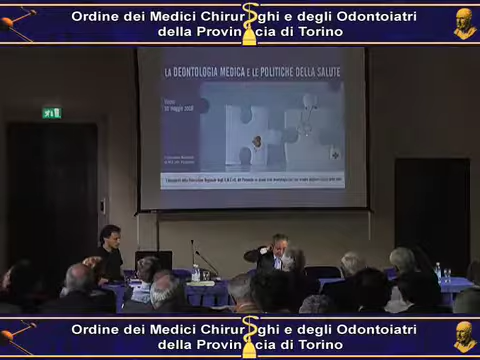 Ordine dei Medici Chirurghi e degli Odontoiatri
della Provincia di Torino
LA DEONTOLOGIA MEDICA E LE POLITICHE DELLA SALUTE
Ordine dei Medici Chirurghi e degli Odontoiatri
della Provincia di Torino